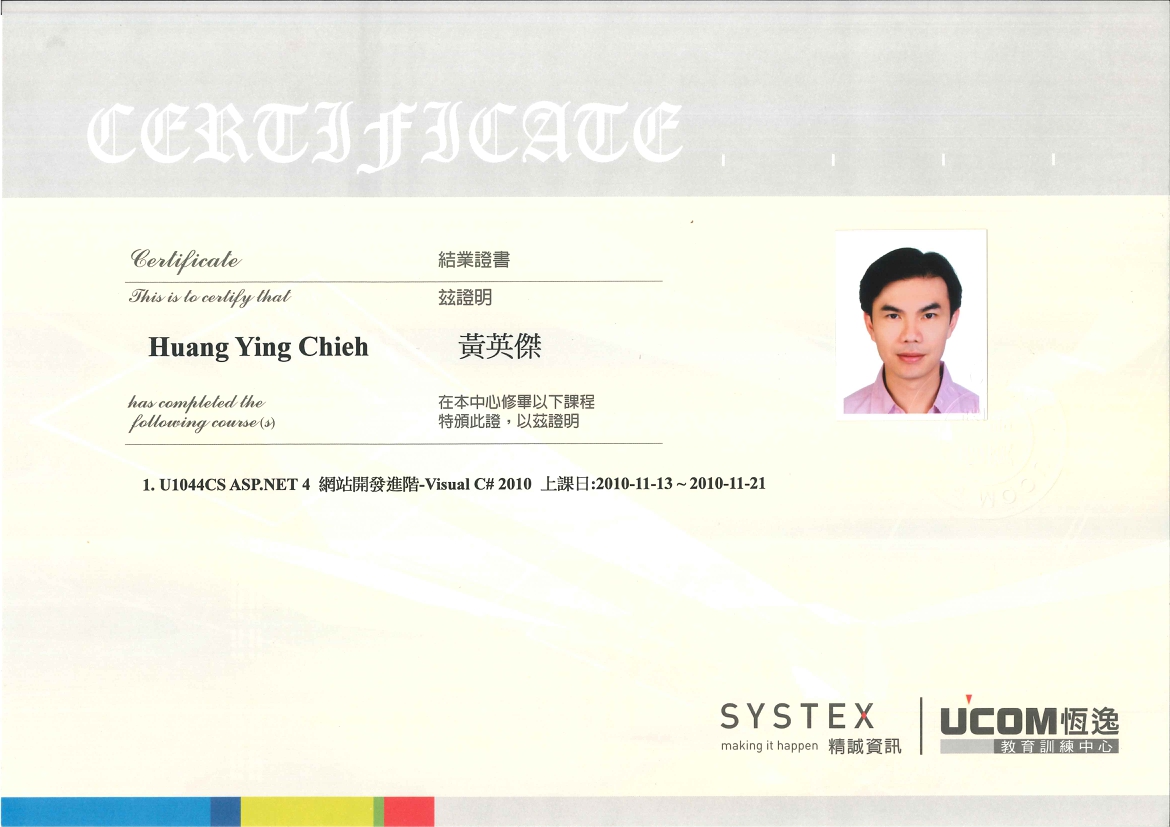 CERTIFICATE
Certificate 結業證書
This is to certify that 茲證明
Huang Ying Chieh 黃英傑
has completed the 在本中心修畢以下課程
following course(s) 特頒此證，以茲證明
1. U1044CS ASP.NET 4 網站開發進階-Visual C# 2010 上課日:2010-11-13 ~ 2010-11-21
UCOM
SYSTEX UCOM恆逸
making it happen 精誠資訊 教育訓練中心